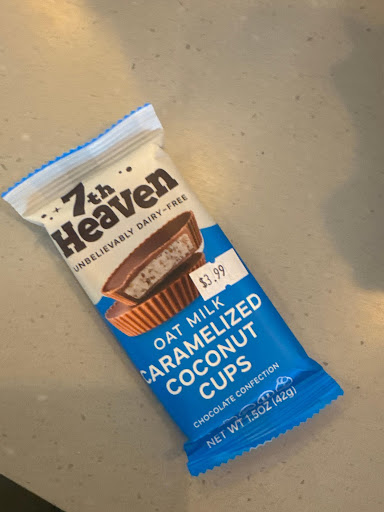 7th
Heaven
UNBELIEVABLY DAIRY-FREE
$3.99
OAT MILK
CARAMELIZED
COCONUT
CUPS
CHOCOLATE CONFECTION
NET WT 1.5OZ (42g)